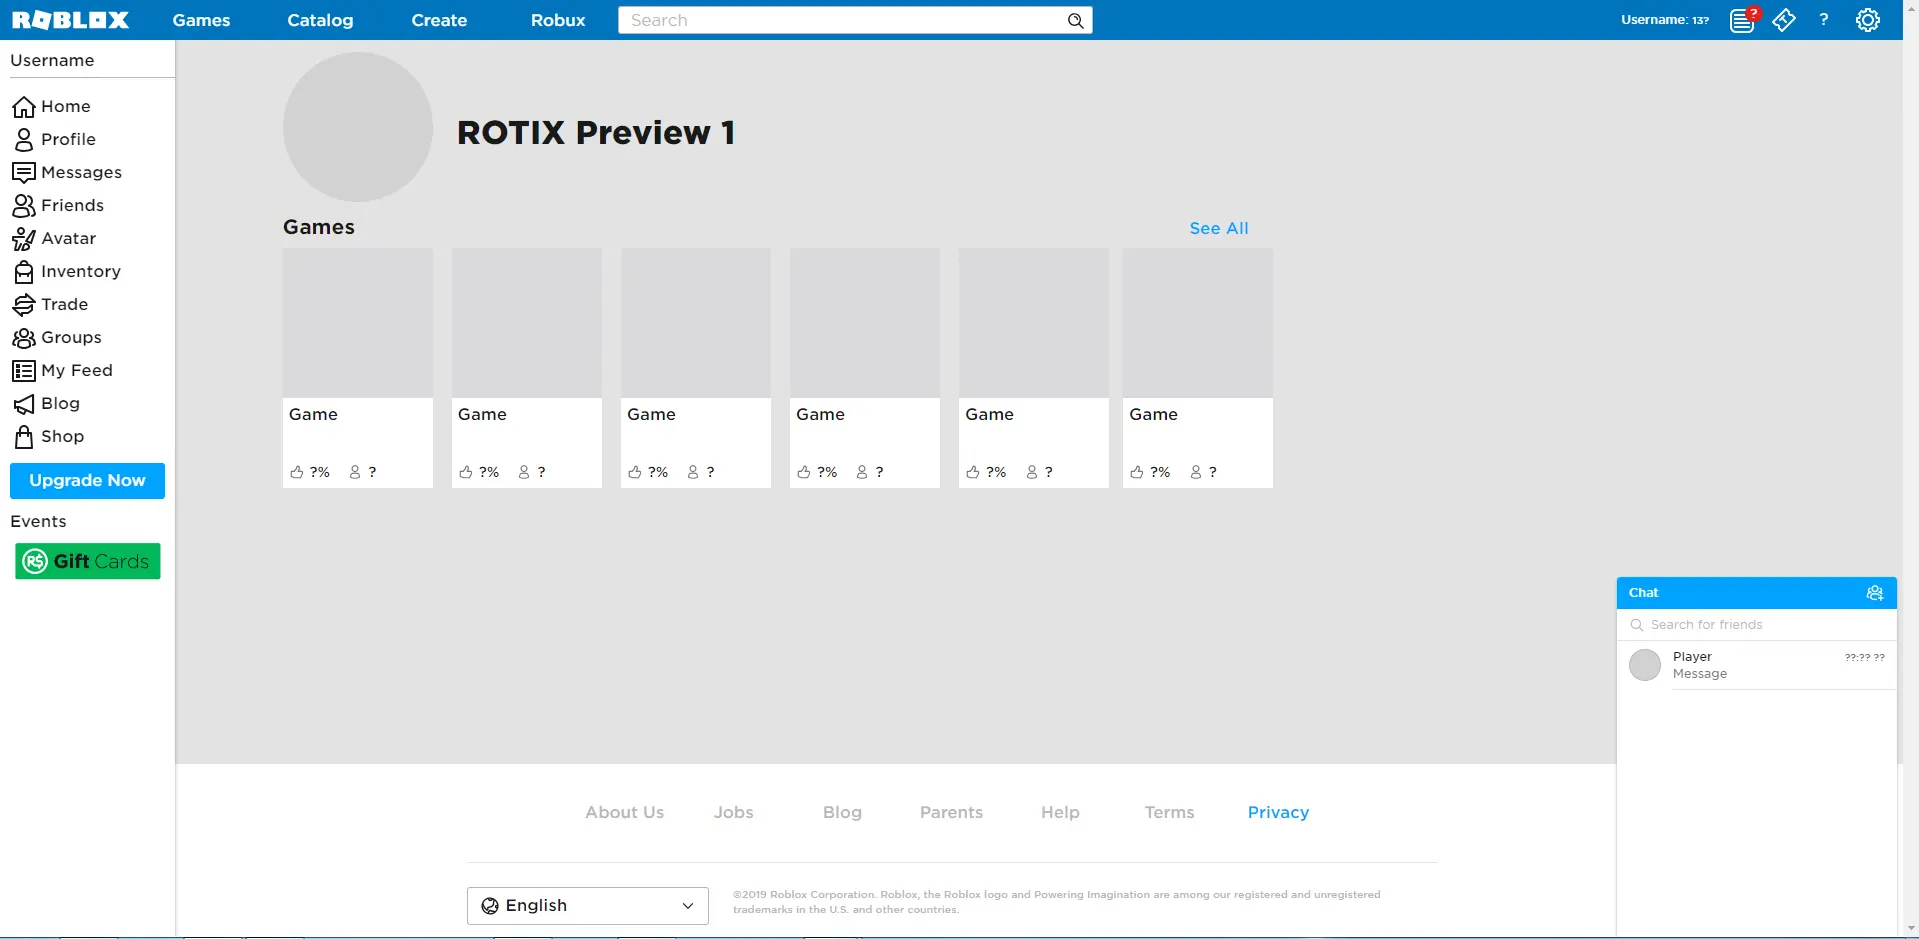 ROBLOX Games Catalog Create Robux Search Username: 13? ? ?
Username
Home
Profile
Messages
Friends
Avatar
Inventory
Trade
Groups
My Feed
Blog
Shop
Upgrade Now
Events
R$ Gift Cards
ROTIX Preview 1
Games See All
Game Game Game Game Game Game
?% ? ?% ? ?% ? ?% ? ?% ? ?% ?
Chat
Search for friends
Player ??:?? ??
Message
About Us Jobs Blog Parents Help Terms Privacy
English
©2019 Roblox Corporation. Roblox, the Roblox logo and Powering Imagination are among our registered and unregistered
trademarks in the U.S. and other countries.